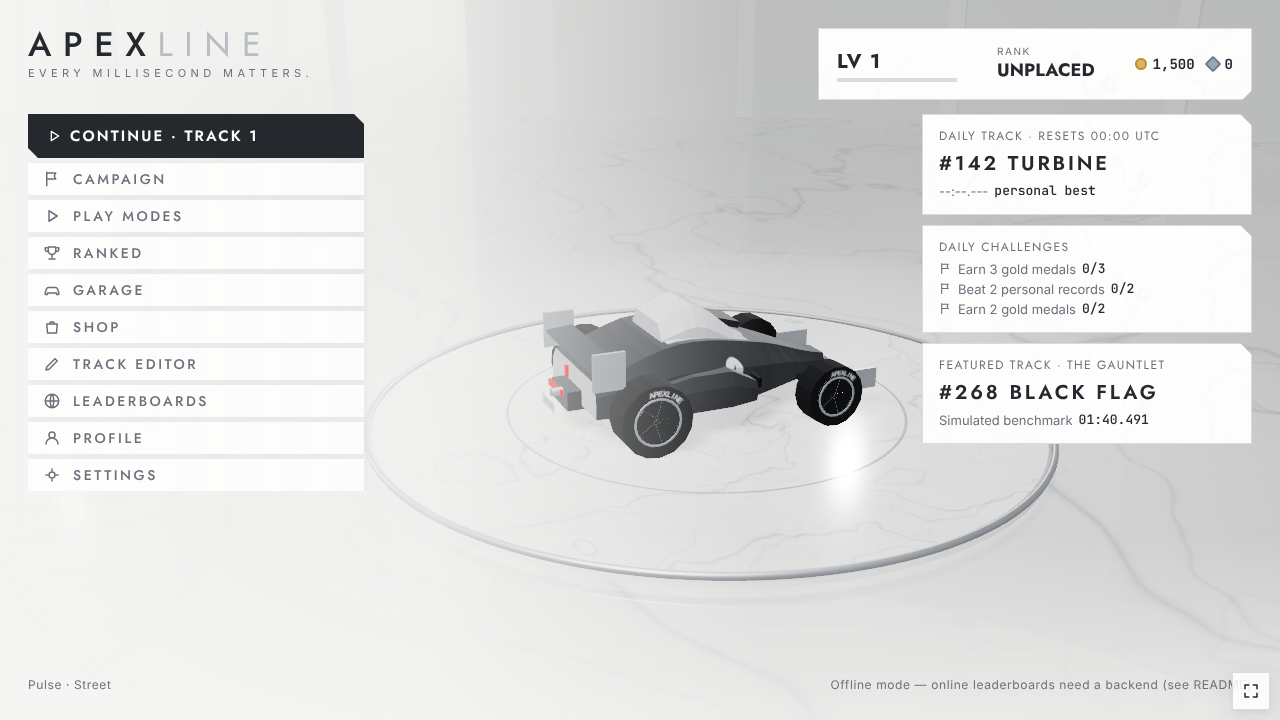 APEXLINE
EVERY MILLISECOND MATTERS.
LV 1
RANK
UNPLACED
1,500
0
CONTINUE · TRACK 1
CAMPAIGN
PLAY MODES
RANKED
GARAGE
SHOP
TRACK EDITOR
LEADERBOARDS
PROFILE
SETTINGS
DAILY TRACK · RESETS 00:00 UTC
#142 TURBINE
--:--.--- personal best
DAILY CHALLENGES
Earn 3 gold medals 0/3
Beat 2 personal records 0/2
Earn 2 gold medals 0/2
FEATURED TRACK · THE GAUNTLET
#268 BLACK FLAG
Simulated benchmark 01:40.491
APEXLINE
APEXLINE
Pulse · Street
Offline mode — online leaderboards need a backend (see